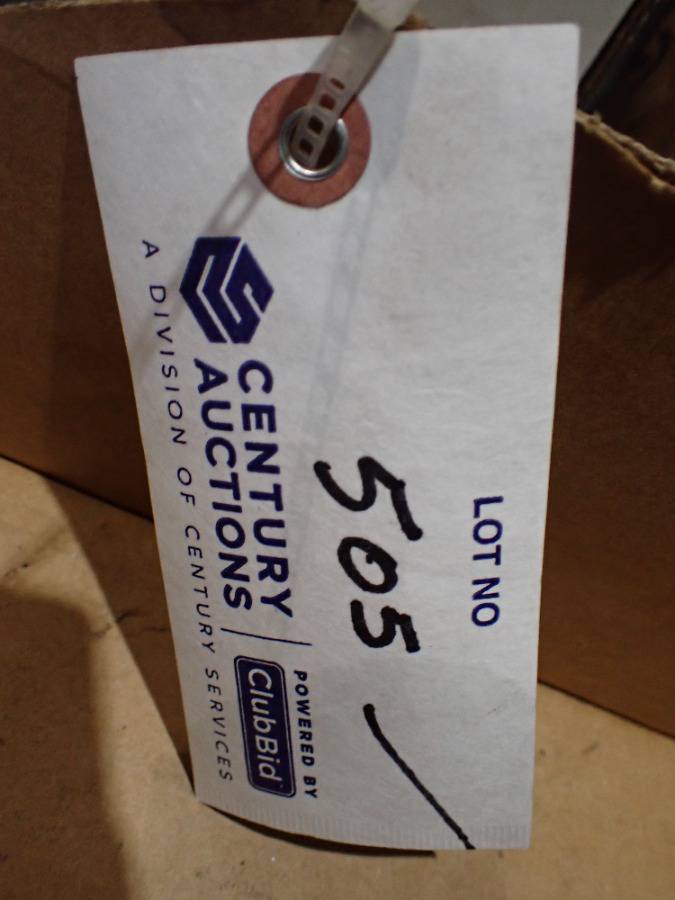 LOT NO
505
CENTURY
AUCTIONS
A DIVISION OF CENTURY SERVICES
POWERED BY
ClubBid